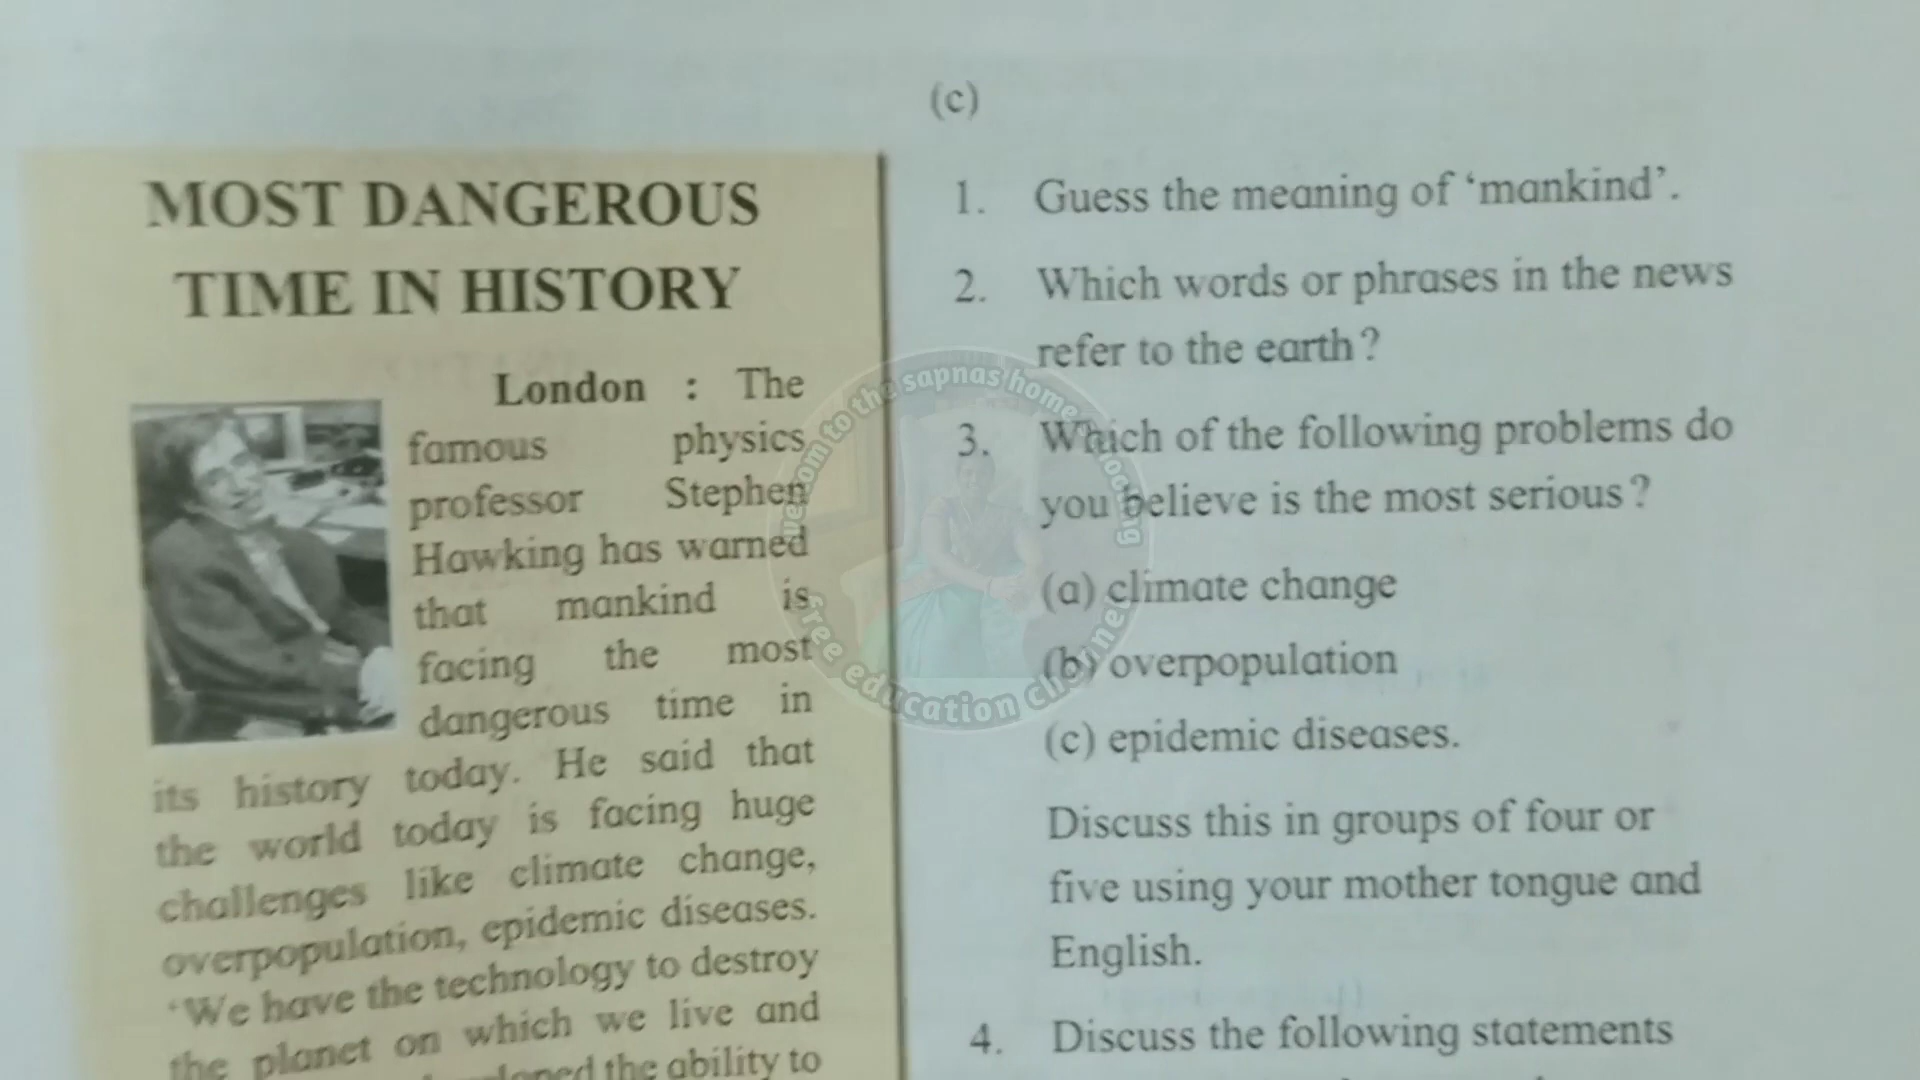 MOST DANGEROUS
TIME IN HISTORY
London : The
famous physics
professor Stephen
Hawking has warned
that mankind is
facing the most
dangerous time in
its history today. He said that
the world today is facing huge
challenges like climate change,
overpopulation, epidemic diseases.
‘We have the technology to destroy
the planet on which we live and
the ability to
(c)
1. Guess the meaning of ‘mankind’.
2. Which words or phrases in the news
refer to the earth?
3. Which of the following problems do
you believe is the most serious?
(a) climate change
(b) overpopulation
(c) epidemic diseases.
Discuss this in groups of four or
five using your mother tongue and
English.
4. Discuss the following statements
to the sapnas home
free education